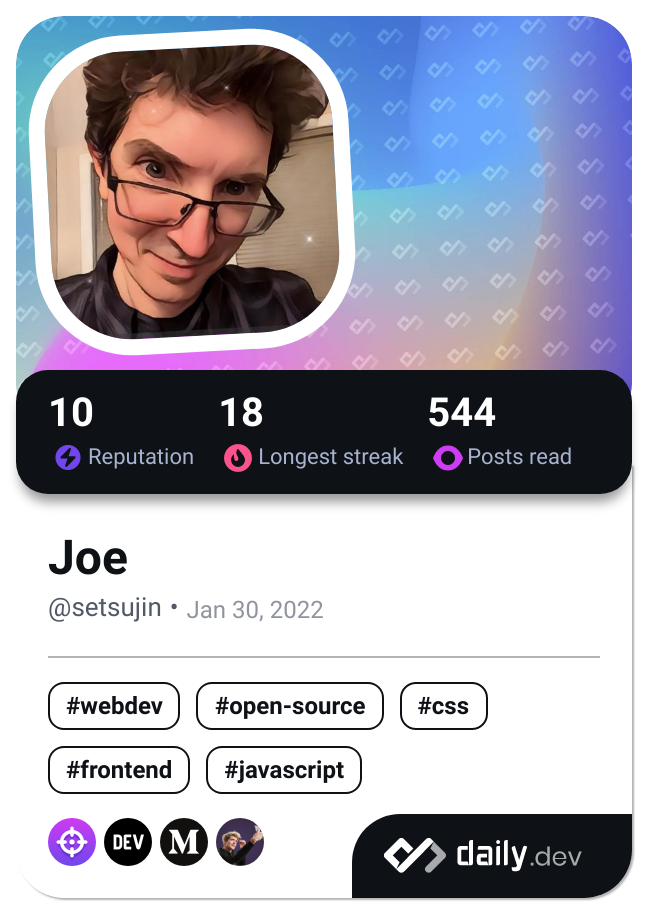 10 18 544
Reputation Longest streak Posts read
Joe
@setsujin • Jan 30, 2022
#webdev #open-source #css
#frontend #javascript
DEV M daily.dev